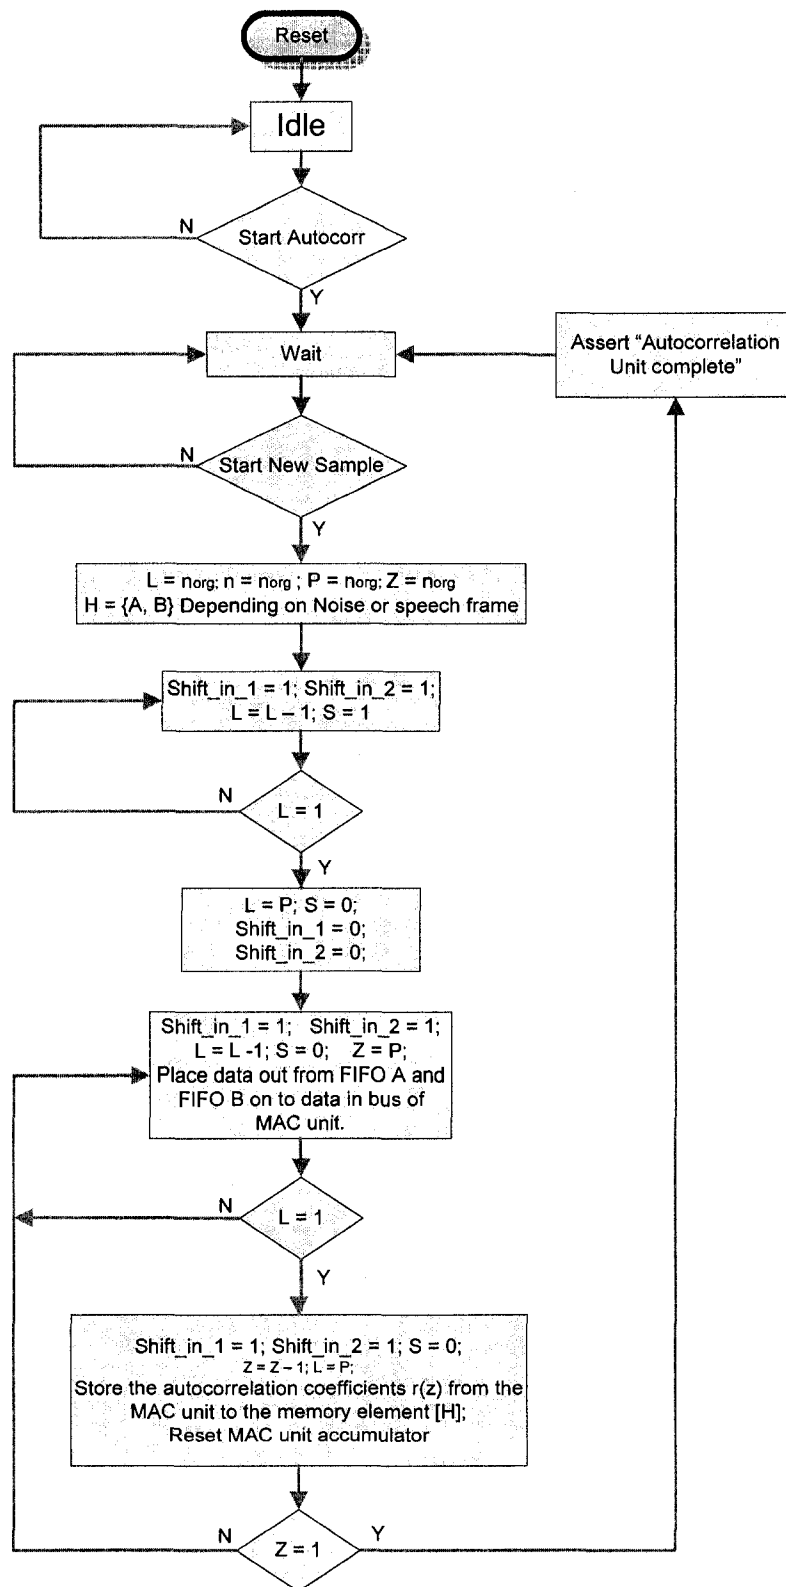 Reset
Idle
N
Start Autocorr
Y
Wait
Assert “Autocorrelation
Unit complete”
N
Start New Sample
Y
L = norg; n = norg ; P = norg; Z = norg
H = {A, B} Depending on Noise or speech frame
Shift_in_1 = 1; Shift_in_2 = 1;
L = L – 1; S = 1
N
L = 1
Y
L = P; S = 0;
Shift_in_1 = 0;
Shift_in_2 = 0;
Shift_in_1 = 1; Shift_in_2 = 1;
L = L -1; S = 0; Z = P;
Place data out from FIFO A and
FIFO B on to data in bus of
MAC unit.
N
L = 1
Y
Shift_in_1 = 1; Shift_in_2 = 1; S = 0;
Z = Z – 1; L = P;
Store the autocorrelation coefficients r(z) from the
MAC unit to the memory element [H];
Reset MAC unit accumulator
N
Z = 1
Y